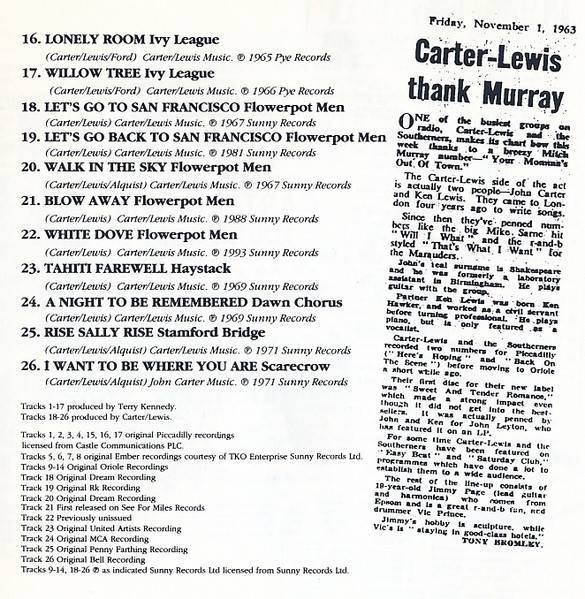 16. LONELY ROOM Ivy League
(Carter/Lewis/Ford) Carter/Lewis Music. ℗ 1965 Pye Records
17. WILLOW TREE Ivy League
(Carter/Lewis/Ford) Carter/Lewis Music. ℗ 1966 Pye Records
18. LET'S GO TO SAN FRANCISCO Flowerpot Men
(Carter/Lewis) Carter/Lewis Music. ℗ 1967 Sunny Records
19. LET'S GO BACK TO SAN FRANCISCO Flowerpot Men
(Carter/Lewis) Carter/Lewis Music. ℗ 1981 Sunny Records
20. WALK IN THE SKY Flowerpot Men
(Carter/Lewis/Alquist) Carter/Lewis Music. ℗ 1967 Sunny Records
21. BLOW AWAY Flowerpot Men
(Carter/Lewis) Carter/Lewis Music. ℗ 1988 Sunny Records
22. WHITE DOVE Flowerpot Men
(Carter/Lewis) Carter/Lewis Music. ℗ 1993 Sunny Records
23. TAHITI FAREWELL Haystack
(Carter/Lewis) Carter/Lewis Music. ℗ 1969 Sunny Records
24. A NIGHT TO BE REMEMBERED Dawn Chorus
(Carter/Lewis) Carter/Lewis Music. ℗ 1969 Sunny Records
25. RISE SALLY RISE Stamford Bridge
(Carter/Lewis/Alquist) Carter/Lewis Music. ℗ 1971 Sunny Records
26. I WANT TO BE WHERE YOU ARE Scarecrow
(Carter/Lewis/Alquist) John Carter Music. ℗ 1971 Sunny Records
Tracks 1-17 produced by Terry Kennedy.
Tracks 18-26 produced by Carter/Lewis.
Tracks 1, 2, 3, 4, 15, 16, 17 original Piccadilly recordings
licensed from Castle Communications PLC.
Tracks 5, 6, 7, 8 original Ember recordings courtesy of TKO Enterprise Sunny Records Ltd.
Tracks 9-14 Original Oriole Recordings
Track 18 Original Dream Recording
Track 19 Original Rk Recording
Track 20 Original Dream Recording
Track 21 First released on See For Miles Records
Track 22 Previously unissued
Track 23 Original United Artists Recording
Track 24 Original MCA Recording
Track 25 Original Penny Farthing Recording
Track 26 Original Bell Recording
Tracks 9-14, 18-26 ℗ as indicated Sunny Records Ltd licensed from Sunny Records Ltd.
Friday, November 1, 1963
Carter-Lewis
thank Murray
ONE of the busiest groups on
radio, Carter-Lewis and the
Southerners, makes its chart bow this
week thanks to a breezy Mitch
Murray number—"Your Momma's
Out Of Town."
The Carter-Lewis side of the act
is actually two people—John Carter
and Ken Lewis. They came to Lon-
don four years ago to write songs.
Since then they've penned num-
bers like the big Mike Sarne hit
"Will I What" and the r-and-b
styled "That's What I Want" for
the Marauders.
John's real surname is Shakespeare
and he was formerly a laboratory
assistant in Birmingham. He plays
guitar with the group.
Partner Ken Lewis was born Ken
Hawker, and worked as a civil servant
before turning professional. He plays
piano, but is only featured as a
vocalist.
Carter-Lewis and the Southerners
recorded two numbers for Piccadilly
("Here's Hoping" and "Back On
The Scene") before moving to Oriole
a short while ago.
Their first disc for their new label
was "Sweet And Tender Romance,"
which made a strong impact even
though it did not get into the best-
sellers. It was actually penned by
John and Ken for John Leyton, who
has featured it on an LP.
For some time Carter-Lewis and the
Southerners have been featured on
"Easy Beat" and "Saturday Club,"
programmes which have done a lot to
establish them to a wide audience.
The rest of the line-up consists of
19-year-old Jimmy Page (lead guitar
and harmonica) who comes from
Epsom and is a great r-and-b fan, and
drummer Vic Prince.
Jimmy's hobby is sculpture, while
Vic's is "staying in good-class hotels."
TONY BROMLEY.